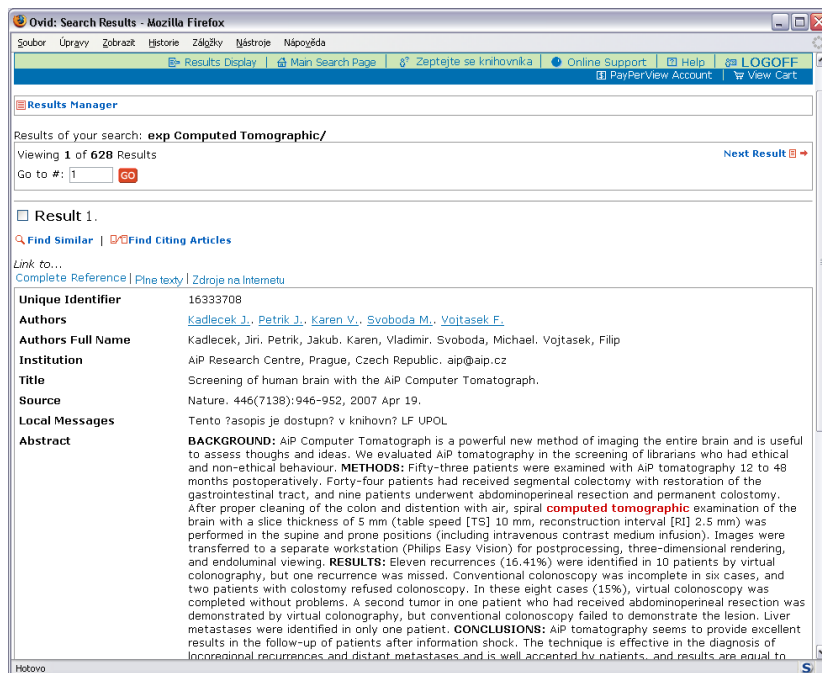 Ovid: Search Results - Mozilla Firefox
Soubor Úpravy Zobrazit Historie Záložky Nástroje Nápověda
Results Display | Main Search Page | Zeptejte se knihovníka | Online Support | Help | LOGOFF
PayPerView Account | View Cart
Results Manager
Results of your search: exp Computed Tomographic/
Viewing 1 of 628 Results
Next Result
Go to #: 1 GO
Result 1.
Find Similar | Find Citing Articles
Link to...
Complete Reference | Plne texty | Zdroje na Internetu
Unique Identifier 16333708
Authors Kadlecek J., Petrik J., Karen V., Svoboda M., Vojtasek F.
Authors Full Name Kadlecek, Jiri. Petrik, Jakub. Karen, Vladimir. Svoboda, Michael. Vojtasek, Filip
Institution AiP Research Centre, Prague, Czech Republic. aip@aip.cz
Title Screening of human brain with the AiP Computer Tomatograph.
Source Nature. 446(7138):946-952, 2007 Apr 19.
Local Messages Tento ?asopis je dostupn? v knihovn? LF UPOL
Abstract BACKGROUND: AiP Computer Tomatograph is a powerful new method of imaging the entire brain and is useful
to assess thoughs and ideas. We evaluated AiP tomatography in the screening of librarians who had ethical
and non-ethical behaviour. METHODS: Fifty-three patients were examined with AiP tomatography 12 to 48
months postoperatively. Forty-four patients had received segmental colectomy with restoration of the
gastrointestinal tract, and nine patients underwent abdominoperineal resection and permanent colostomy.
After proper cleaning of the colon and distention with air, spiral computed tomographic examination of the
brain with a slice thickness of 5 mm (table speed [TS] 10 mm, reconstruction interval [RI] 2.5 mm) was
performed in the supine and prone positions (including intravenous contrast medium infusion). Images were
transferred to a separate workstation (Philips Easy Vision) for postprocessing, three-dimensional rendering,
and endoluminal viewing. RESULTS: Eleven recurrences (16.41%) were identified in 10 patients by virtual
colonography, but one recurrence was missed. Conventional colonoscopy was incomplete in six cases, and
two patients with colostomy refused colonoscopy. In these eight cases (15%), virtual colonoscopy was
completed without problems. A second tumor in one patient who had received abdominoperineal resection was
demonstrated by virtual colonography, but conventional colonoscopy failed to demonstrate the lesion. Liver
metastases were identified in only one patient. CONCLUSIONS: AiP tomatography seems to provide excellent
results in the follow-up of patients after information shock. The technique is effective in the diagnosis of
locoregional recurrences and distant metastases and is well accepted by patients, and results are equal to
Hotovo